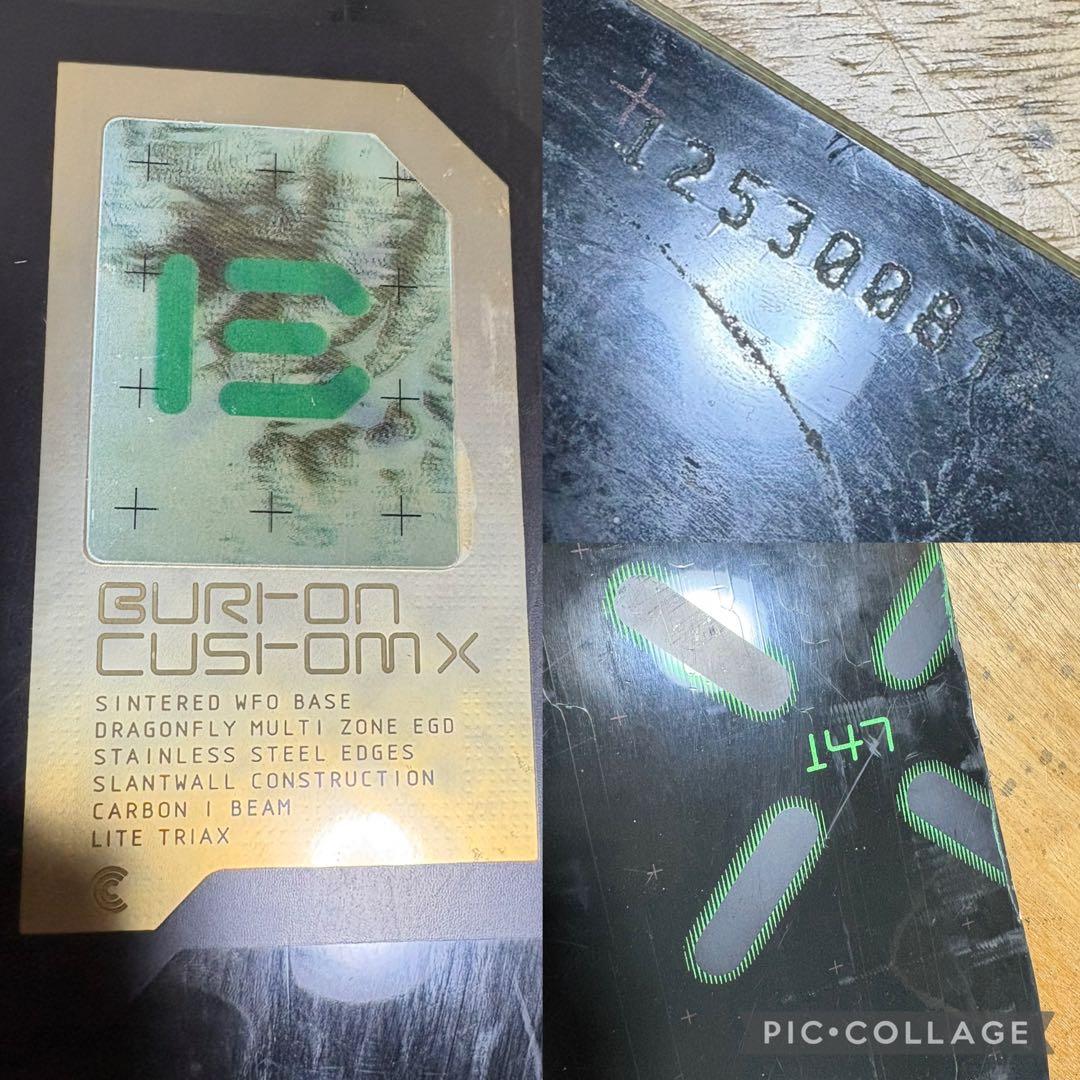 BURTON
CUSTOM X
SINTERED WFO BASE
DRAGONFLY MULTI ZONE EGD
STAINLESS STEEL EDGES
SLANTWALL CONSTRUCTION
CARBON I BEAM
LITE TRIAX
12530081
147
PIC•COLLAGE